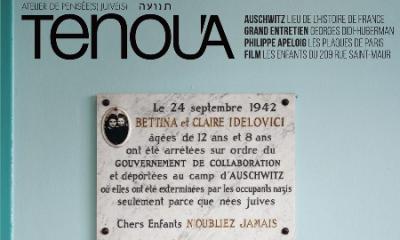 ATELIER DE PENSÉE(S) JUIVE(S) תנועה
TENOU'A
AUSCHWITZ LIEU DE L'HISTOIRE DE FRANCE
GRAND ENTRETIEN GEORGES DIDI-HUBERMAN
PHILIPPE APELOIG LES PLAQUES DE PARIS
FILM LES ENFANTS DU 209 RUE SAINT-MAUR
Le 24 septembre 1942
BETTINA et CLAIRE IDELOVICI
âgées de 12 ans et 8 ans
ont été arrêtées sur ordre du
GOUVERNEMENT DE COLLABORATION
et déportées au camp d'AUSCHWITZ
où elles ont été exterminées par les occupants nazis
seulement parce que nées juives
Chers Enfants N'OUBLIEZ JAMAIS